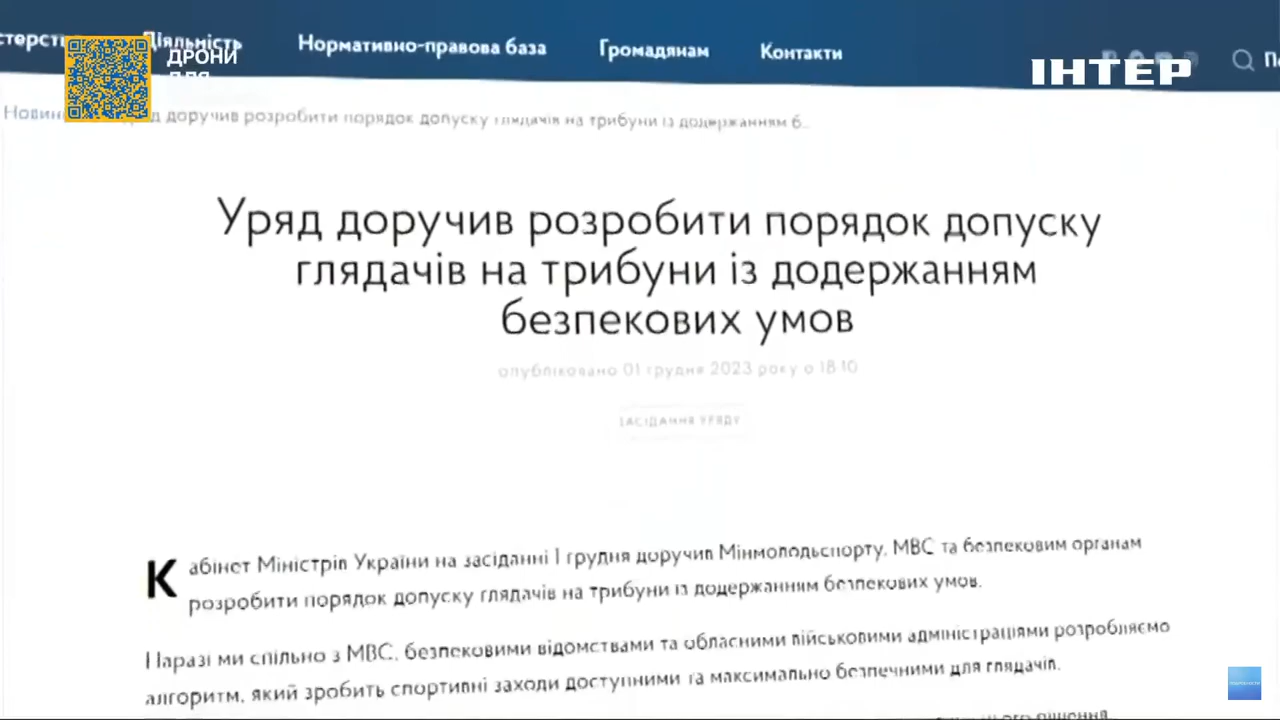 Діяльність Нормативно-правова база Громадянам Контакти
ДРОНИ
ДЛЯ
ІНТЕР
доручив розробити порядок допуску глядачів на трибуни із додержанням б...
Уряд доручив розробити порядок допуску
глядачів на трибуни із додержанням
безпекових умов
опубліковано 01 грудня 2023 року о 18:10
ЗАСІДАННЯ УРЯДУ
Кабінет Міністрів України на засіданні 1 грудня доручив Мінмолодьспорту, МВС та безпековим органам
розробити порядок допуску глядачів на трибуни із додержанням безпекових умов.
Наразі ми спільно з МВС, безпековими відомствами та обласними військовими адміністраціями розробляємо
алгоритм, який зробить спортивні заходи доступними та максимально безпечними для глядачів.